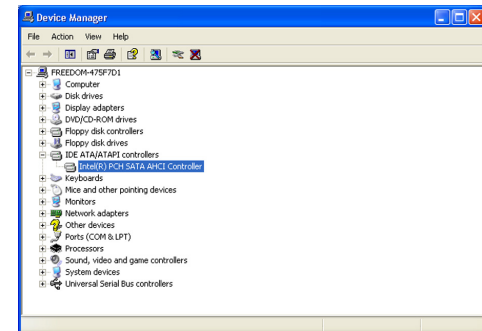 Device Manager
File Action View Help
FREEDOM-475F7D1
Computer
Disk drives
Display adapters
DVD/CD-ROM drives
Floppy disk controllers
Floppy disk drives
IDE ATA/ATAPI controllers
Intel(R) PCH SATA AHCI Controller
Keyboards
Mice and other pointing devices
Monitors
Network adapters
Other devices
Ports (COM & LPT)
Processors
Sound, video and game controllers
System devices
Universal Serial Bus controllers